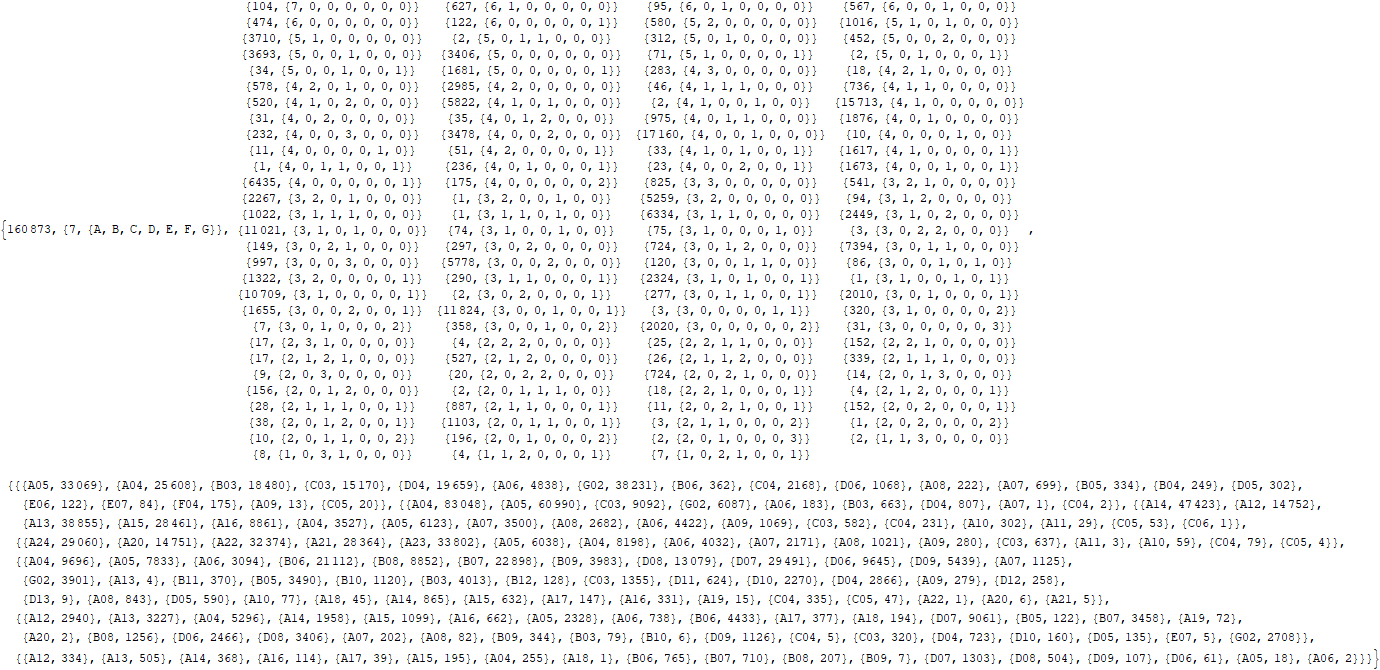 {104, {7, 0, 0, 0, 0, 0, 0}} {627, {6, 1, 0, 0, 0, 0, 0}} {95, {6, 0, 1, 0, 0, 0, 0}} {567, {6, 0, 0, 1, 0, 0, 0}}
{474, {6, 0, 0, 0, 0, 0, 0}} {122, {6, 0, 0, 0, 0, 0, 1}} {580, {5, 2, 0, 0, 0, 0, 0}} {1016, {5, 1, 0, 1, 0, 0, 0}}
{3710, {5, 1, 0, 0, 0, 0, 0}} {2, {5, 0, 1, 1, 0, 0, 0}} {312, {5, 0, 1, 0, 0, 0, 0}} {452, {5, 0, 0, 2, 0, 0, 0}}
{3693, {5, 0, 0, 1, 0, 0, 0}} {3406, {5, 0, 0, 0, 0, 0, 0}} {71, {5, 1, 0, 0, 0, 0, 1}} {2, {5, 0, 1, 0, 0, 0, 1}}
{34, {5, 0, 0, 1, 0, 0, 1}} {1681, {5, 0, 0, 0, 0, 0, 1}} {283, {4, 3, 0, 0, 0, 0, 0}} {18, {4, 2, 1, 0, 0, 0, 0}}
{578, {4, 2, 0, 1, 0, 0, 0}} {2985, {4, 2, 0, 0, 0, 0, 0}} {46, {4, 1, 1, 1, 0, 0, 0}} {736, {4, 1, 1, 0, 0, 0, 0}}
{520, {4, 1, 0, 2, 0, 0, 0}} {5822, {4, 1, 0, 1, 0, 0, 0}} {2, {4, 1, 0, 0, 1, 0, 0}} {15713, {4, 1, 0, 0, 0, 0, 0}}
{31, {4, 0, 2, 0, 0, 0, 0}} {35, {4, 0, 1, 2, 0, 0, 0}} {975, {4, 0, 1, 1, 0, 0, 0}} {1876, {4, 0, 1, 0, 0, 0, 0}}
{232, {4, 0, 0, 3, 0, 0, 0}} {3478, {4, 0, 0, 2, 0, 0, 0}} {17160, {4, 0, 0, 1, 0, 0, 0}} {10, {4, 0, 0, 0, 1, 0, 0}}
{11, {4, 0, 0, 0, 0, 1, 0}} {51, {4, 2, 0, 0, 0, 0, 1}} {33, {4, 1, 0, 1, 0, 0, 1}} {1617, {4, 1, 0, 0, 0, 0, 1}}
{1, {4, 0, 1, 1, 0, 0, 1}} {236, {4, 0, 1, 0, 0, 0, 1}} {23, {4, 0, 0, 2, 0, 0, 1}} {1673, {4, 0, 0, 1, 0, 0, 1}}
{6435, {4, 0, 0, 0, 0, 0, 1}} {175, {4, 0, 0, 0, 0, 0, 2}} {825, {3, 3, 0, 0, 0, 0, 0}} {541, {3, 2, 1, 0, 0, 0, 0}}
{2267, {3, 2, 0, 1, 0, 0, 0}} {1, {3, 2, 0, 0, 1, 0, 0}} {5259, {3, 2, 0, 0, 0, 0, 0}} {94, {3, 1, 2, 0, 0, 0, 0}}
{1022, {3, 1, 1, 1, 0, 0, 0}} {1, {3, 1, 1, 0, 1, 0, 0}} {6334, {3, 1, 1, 0, 0, 0, 0}} {2449, {3, 1, 0, 2, 0, 0, 0}}
{160873, {7, {A, B, C, D, E, F, G}}, {11021, {3, 1, 0, 1, 0, 0, 0}} {74, {3, 1, 0, 0, 1, 0, 0}} {75, {3, 1, 0, 0, 0, 1, 0}} {3, {3, 0, 2, 2, 0, 0, 0}} ,
{149, {3, 0, 2, 1, 0, 0, 0}} {297, {3, 0, 2, 0, 0, 0, 0}} {724, {3, 0, 1, 2, 0, 0, 0}} {7394, {3, 0, 1, 1, 0, 0, 0}}
{997, {3, 0, 0, 3, 0, 0, 0}} {5778, {3, 0, 0, 2, 0, 0, 0}} {120, {3, 0, 0, 1, 1, 0, 0}} {86, {3, 0, 0, 1, 0, 1, 0}}
{1322, {3, 2, 0, 0, 0, 0, 1}} {290, {3, 1, 1, 0, 0, 0, 1}} {2324, {3, 1, 0, 1, 0, 0, 1}} {1, {3, 1, 0, 0, 1, 0, 1}}
{10709, {3, 1, 0, 0, 0, 0, 1}} {2, {3, 0, 2, 0, 0, 0, 1}} {277, {3, 0, 1, 1, 0, 0, 1}} {2010, {3, 0, 1, 0, 0, 0, 1}}
{1655, {3, 0, 0, 2, 0, 0, 1}} {11824, {3, 0, 0, 1, 0, 0, 1}} {3, {3, 0, 0, 0, 0, 1, 1}} {320, {3, 1, 0, 0, 0, 0, 2}}
{7, {3, 0, 1, 0, 0, 0, 2}} {358, {3, 0, 0, 1, 0, 0, 2}} {2020, {3, 0, 0, 0, 0, 0, 2}} {31, {3, 0, 0, 0, 0, 0, 3}}
{17, {2, 3, 1, 0, 0, 0, 0}} {4, {2, 2, 2, 0, 0, 0, 0}} {25, {2, 2, 1, 1, 0, 0, 0}} {152, {2, 2, 1, 0, 0, 0, 0}}
{17, {2, 1, 2, 1, 0, 0, 0}} {527, {2, 1, 2, 0, 0, 0, 0}} {26, {2, 1, 1, 2, 0, 0, 0}} {339, {2, 1, 1, 1, 0, 0, 0}}
{9, {2, 0, 3, 0, 0, 0, 0}} {20, {2, 0, 2, 2, 0, 0, 0}} {724, {2, 0, 2, 1, 0, 0, 0}} {14, {2, 0, 1, 3, 0, 0, 0}}
{156, {2, 0, 1, 2, 0, 0, 0}} {2, {2, 0, 1, 1, 1, 0, 0}} {18, {2, 2, 1, 0, 0, 0, 1}} {4, {2, 1, 2, 0, 0, 0, 1}}
{28, {2, 1, 1, 1, 0, 0, 1}} {887, {2, 1, 1, 0, 0, 0, 1}} {11, {2, 0, 2, 1, 0, 0, 1}} {152, {2, 0, 2, 0, 0, 0, 1}}
{38, {2, 0, 1, 2, 0, 0, 1}} {1103, {2, 0, 1, 1, 0, 0, 1}} {3, {2, 1, 1, 0, 0, 0, 2}} {1, {2, 0, 2, 0, 0, 0, 2}}
{10, {2, 0, 1, 1, 0, 0, 2}} {196, {2, 0, 1, 0, 0, 0, 2}} {2, {2, 0, 1, 0, 0, 0, 3}} {2, {1, 1, 3, 0, 0, 0, 0}}
{8, {1, 0, 3, 1, 0, 0, 0}} {4, {1, 1, 2, 0, 0, 0, 1}} {7, {1, 0, 2, 1, 0, 0, 1}}
{{{A05, 33069}, {A04, 25608}, {B03, 18480}, {C03, 15170}, {D04, 19659}, {A06, 4838}, {G02, 38231}, {B06, 362}, {C04, 2168}, {D06, 1068}, {A08, 222}, {A07, 699}, {B05, 334}, {B04, 249}, {D05, 302},
{E06, 122}, {E07, 84}, {F04, 175}, {A09, 13}, {C05, 20}}, {{A04, 83048}, {A05, 60990}, {C03, 9092}, {G02, 6087}, {A06, 183}, {B03, 663}, {D04, 807}, {A07, 1}, {C04, 2}}, {{A14, 47423}, {A12, 14752},
{A13, 38855}, {A15, 28461}, {A16, 8861}, {A04, 3527}, {A05, 6123}, {A07, 3500}, {A08, 2682}, {A06, 4422}, {A09, 1069}, {C03, 582}, {C04, 231}, {A10, 302}, {A11, 29}, {C05, 53}, {C06, 1}},
{{A24, 29060}, {A20, 14751}, {A22, 32374}, {A21, 28364}, {A23, 33802}, {A05, 6038}, {A04, 8198}, {A06, 4032}, {A07, 2171}, {A08, 1021}, {A09, 280}, {C03, 637}, {A11, 3}, {A10, 59}, {C04, 79}, {C05, 4}},
{{A04, 9696}, {A05, 7833}, {A06, 3094}, {B06, 21112}, {B08, 8852}, {B07, 22898}, {B09, 3983}, {D08, 13079}, {D07, 29491}, {D06, 9645}, {D09, 5439}, {A07, 1125},
{G02, 3901}, {A13, 4}, {B11, 370}, {B05, 3490}, {B10, 1120}, {B03, 4013}, {B12, 128}, {C03, 1355}, {D11, 624}, {D10, 2270}, {D04, 2866}, {A09, 279}, {D12, 258},
{D13, 9}, {A08, 843}, {D05, 590}, {A10, 77}, {A18, 45}, {A14, 865}, {A15, 632}, {A17, 147}, {A16, 331}, {A19, 15}, {C04, 335}, {C05, 47}, {A22, 1}, {A20, 6}, {A21, 5}},
{{A12, 2940}, {A13, 3227}, {A04, 5296}, {A14, 1958}, {A15, 1099}, {A16, 662}, {A05, 2328}, {A06, 738}, {B06, 4433}, {A17, 377}, {A18, 194}, {D07, 9061}, {B05, 122}, {B07, 3458}, {A19, 72},
{A20, 2}, {B08, 1256}, {D06, 2466}, {D08, 3406}, {A07, 202}, {A08, 82}, {B09, 344}, {B03, 79}, {B10, 6}, {D09, 1126}, {C04, 5}, {C03, 320}, {D04, 723}, {D10, 160}, {D05, 135}, {E07, 5}, {G02, 2708}},
{{A12, 334}, {A13, 505}, {A14, 368}, {A16, 114}, {A17, 39}, {A15, 195}, {A04, 255}, {A18, 1}, {B06, 765}, {B07, 710}, {B08, 207}, {B09, 7}, {D07, 1303}, {D08, 504}, {D09, 107}, {D06, 61}, {A05, 18}, {A06, 2}}}}